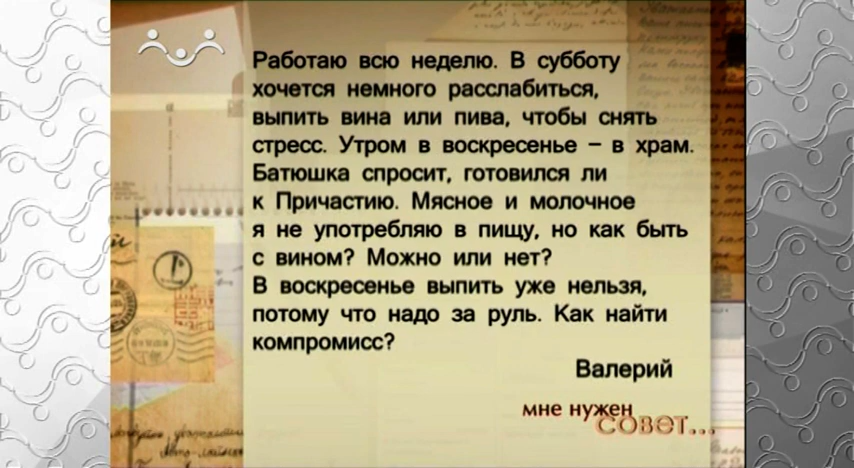 Работаю всю неделю. В субботу
хочется немного расслабиться,
выпить вина или пива, чтобы снять
стресс. Утром в воскресенье – в храм.
Батюшка спросит, готовился ли
к Причастию. Мясное и молочное
я не употребляю в пищу, но как быть
с вином? Можно или нет?
В воскресенье выпить уже нельзя,
потому что надо за руль. Как найти
компромисс?
Валерий
мне нужен
совет...